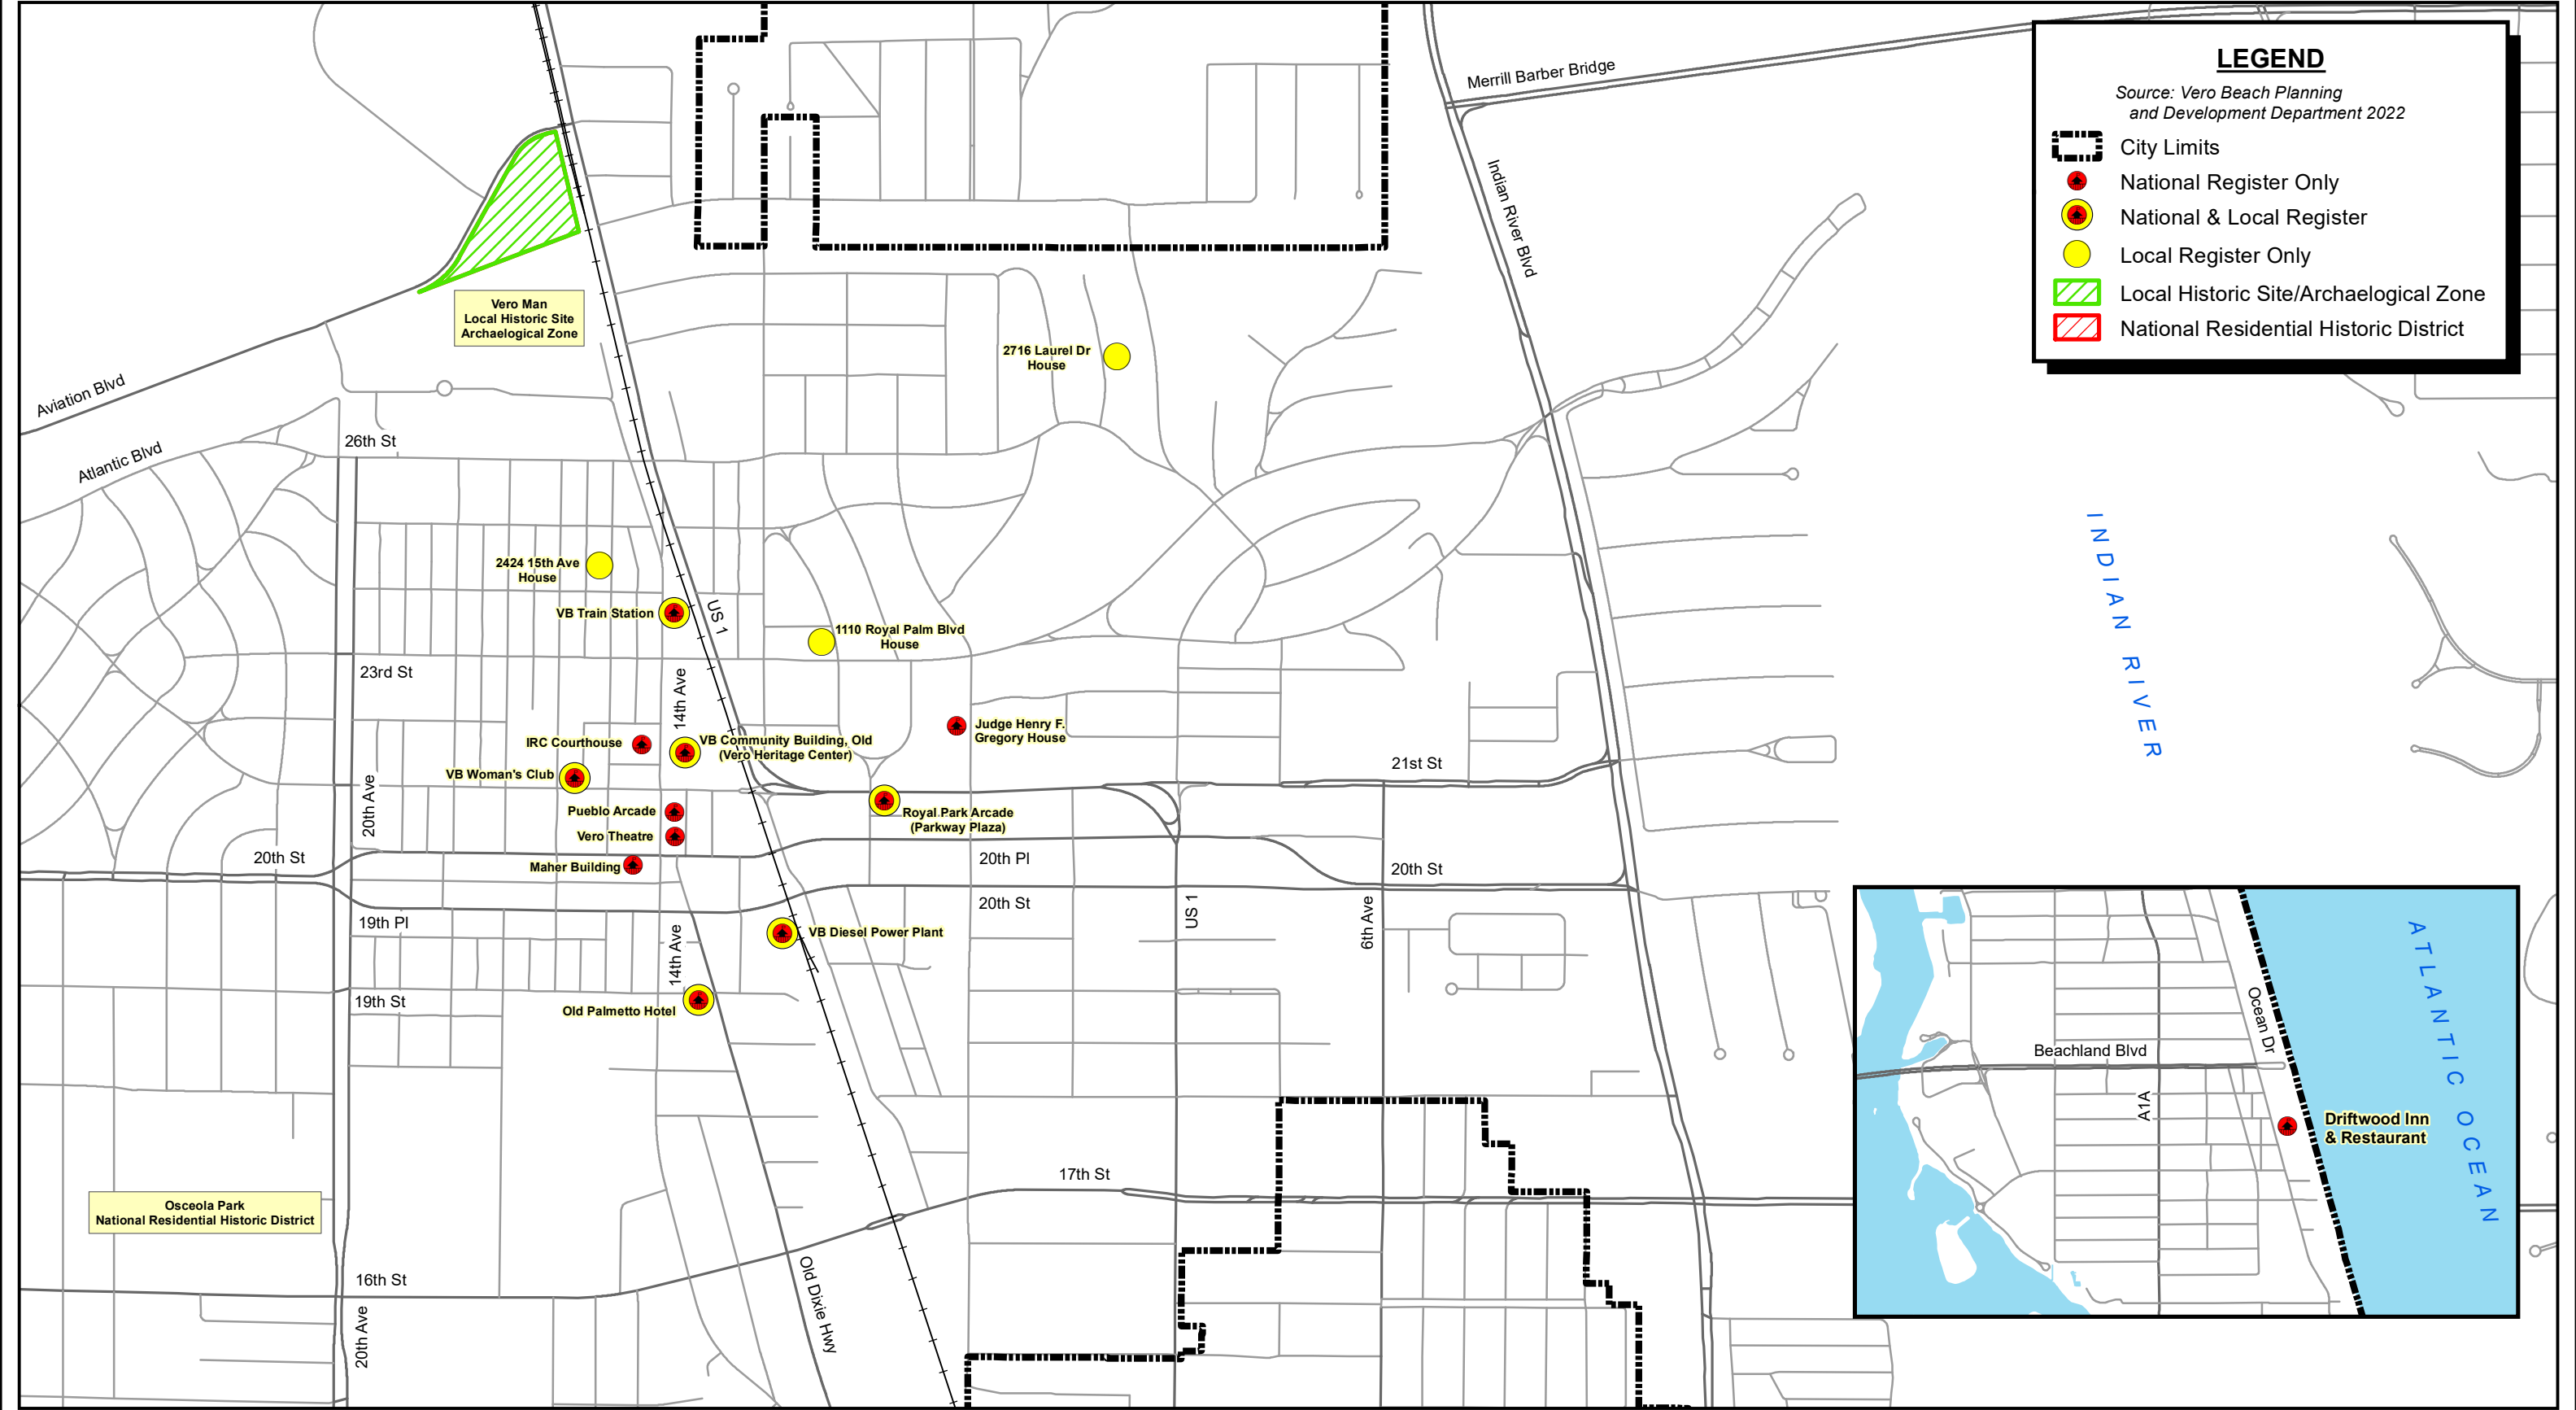 Merrill Barber Bridge
LEGEND
Source: Vero Beach Planning
and Development Department 2022
City Limits
National Register Only
National & Local Register
Local Register Only
Local Historic Site/Archaelogical Zone
National Residential Historic District
Indian River Blvd
Vero Man
Local Historic Site
Archaelogical Zone
2716 Laurel Dr
House
Aviation Blvd
Atlantic Blvd
26th St
2424 15th Ave
House
VB Train Station
US 1
1110 Royal Palm Blvd
House
INDIAN RIVER
23rd St
14th Ave
IRC Courthouse
VB Community Building, Old
(Vero Heritage Center)
Judge Henry F.
Gregory House
VB Woman's Club
21st St
20th Ave
Pueblo Arcade
Vero Theatre
Royal Park Arcade
(Parkway Plaza)
20th St
Maher Building
20th Pl
20th St
20th St
19th Pl
VB Diesel Power Plant
US 1
6th Ave
14th Ave
19th St
Old Palmetto Hotel
Ocean Dr
ATLANTIC OCEAN
Beachland Blvd
A1A
Driftwood Inn
& Restaurant
17th St
Osceola Park
National Residential Historic District
16th St
20th Ave
Old Dixie Hwy